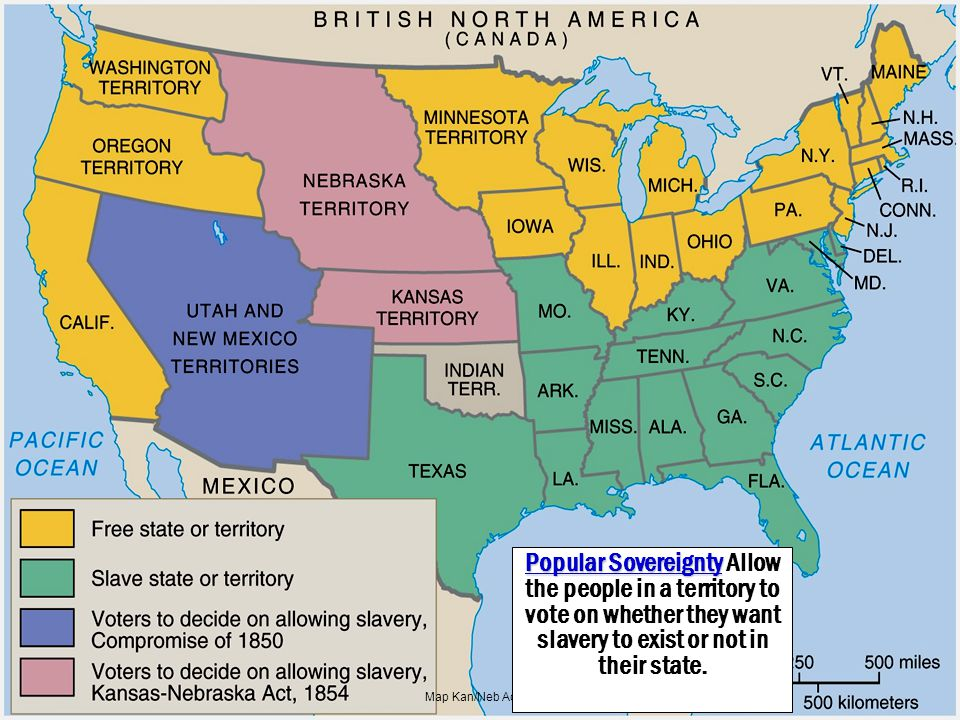 BRITISH NORTH AMERICA
(CANADA)
WASHINGTON
TERRITORY
OREGON
TERRITORY
NEBRASKA
TERRITORY
MINNESOTA
TERRITORY
WIS.
MICH.
IOWA
ILL.
IND.
OHIO
PA.
N.Y.
VT.
MAINE
N.H.
MASS.
R.I.
CONN.
N.J.
DEL.
MD.
VA.
CALIF.
UTAH AND
NEW MEXICO
TERRITORIES
KANSAS
TERRITORY
MO.
KY.
N.C.
TENN.
S.C.
INDIAN
TERR.
ARK.
MISS.
ALA.
GA.
TEXAS
LA.
FLA.
PACIFIC
OCEAN
MEXICO
ATLANTIC
OCEAN
Free state or territory
Slave state or territory
Voters to decide on allowing slavery,
Compromise of 1850
Voters to decide on allowing slavery,
Kansas-Nebraska Act, 1854
Popular Sovereignty Allow
the people in a territory to
vote on whether they want
slavery to exist or not in
their state.
250 500 miles
500 kilometers
Map Kan/Neb